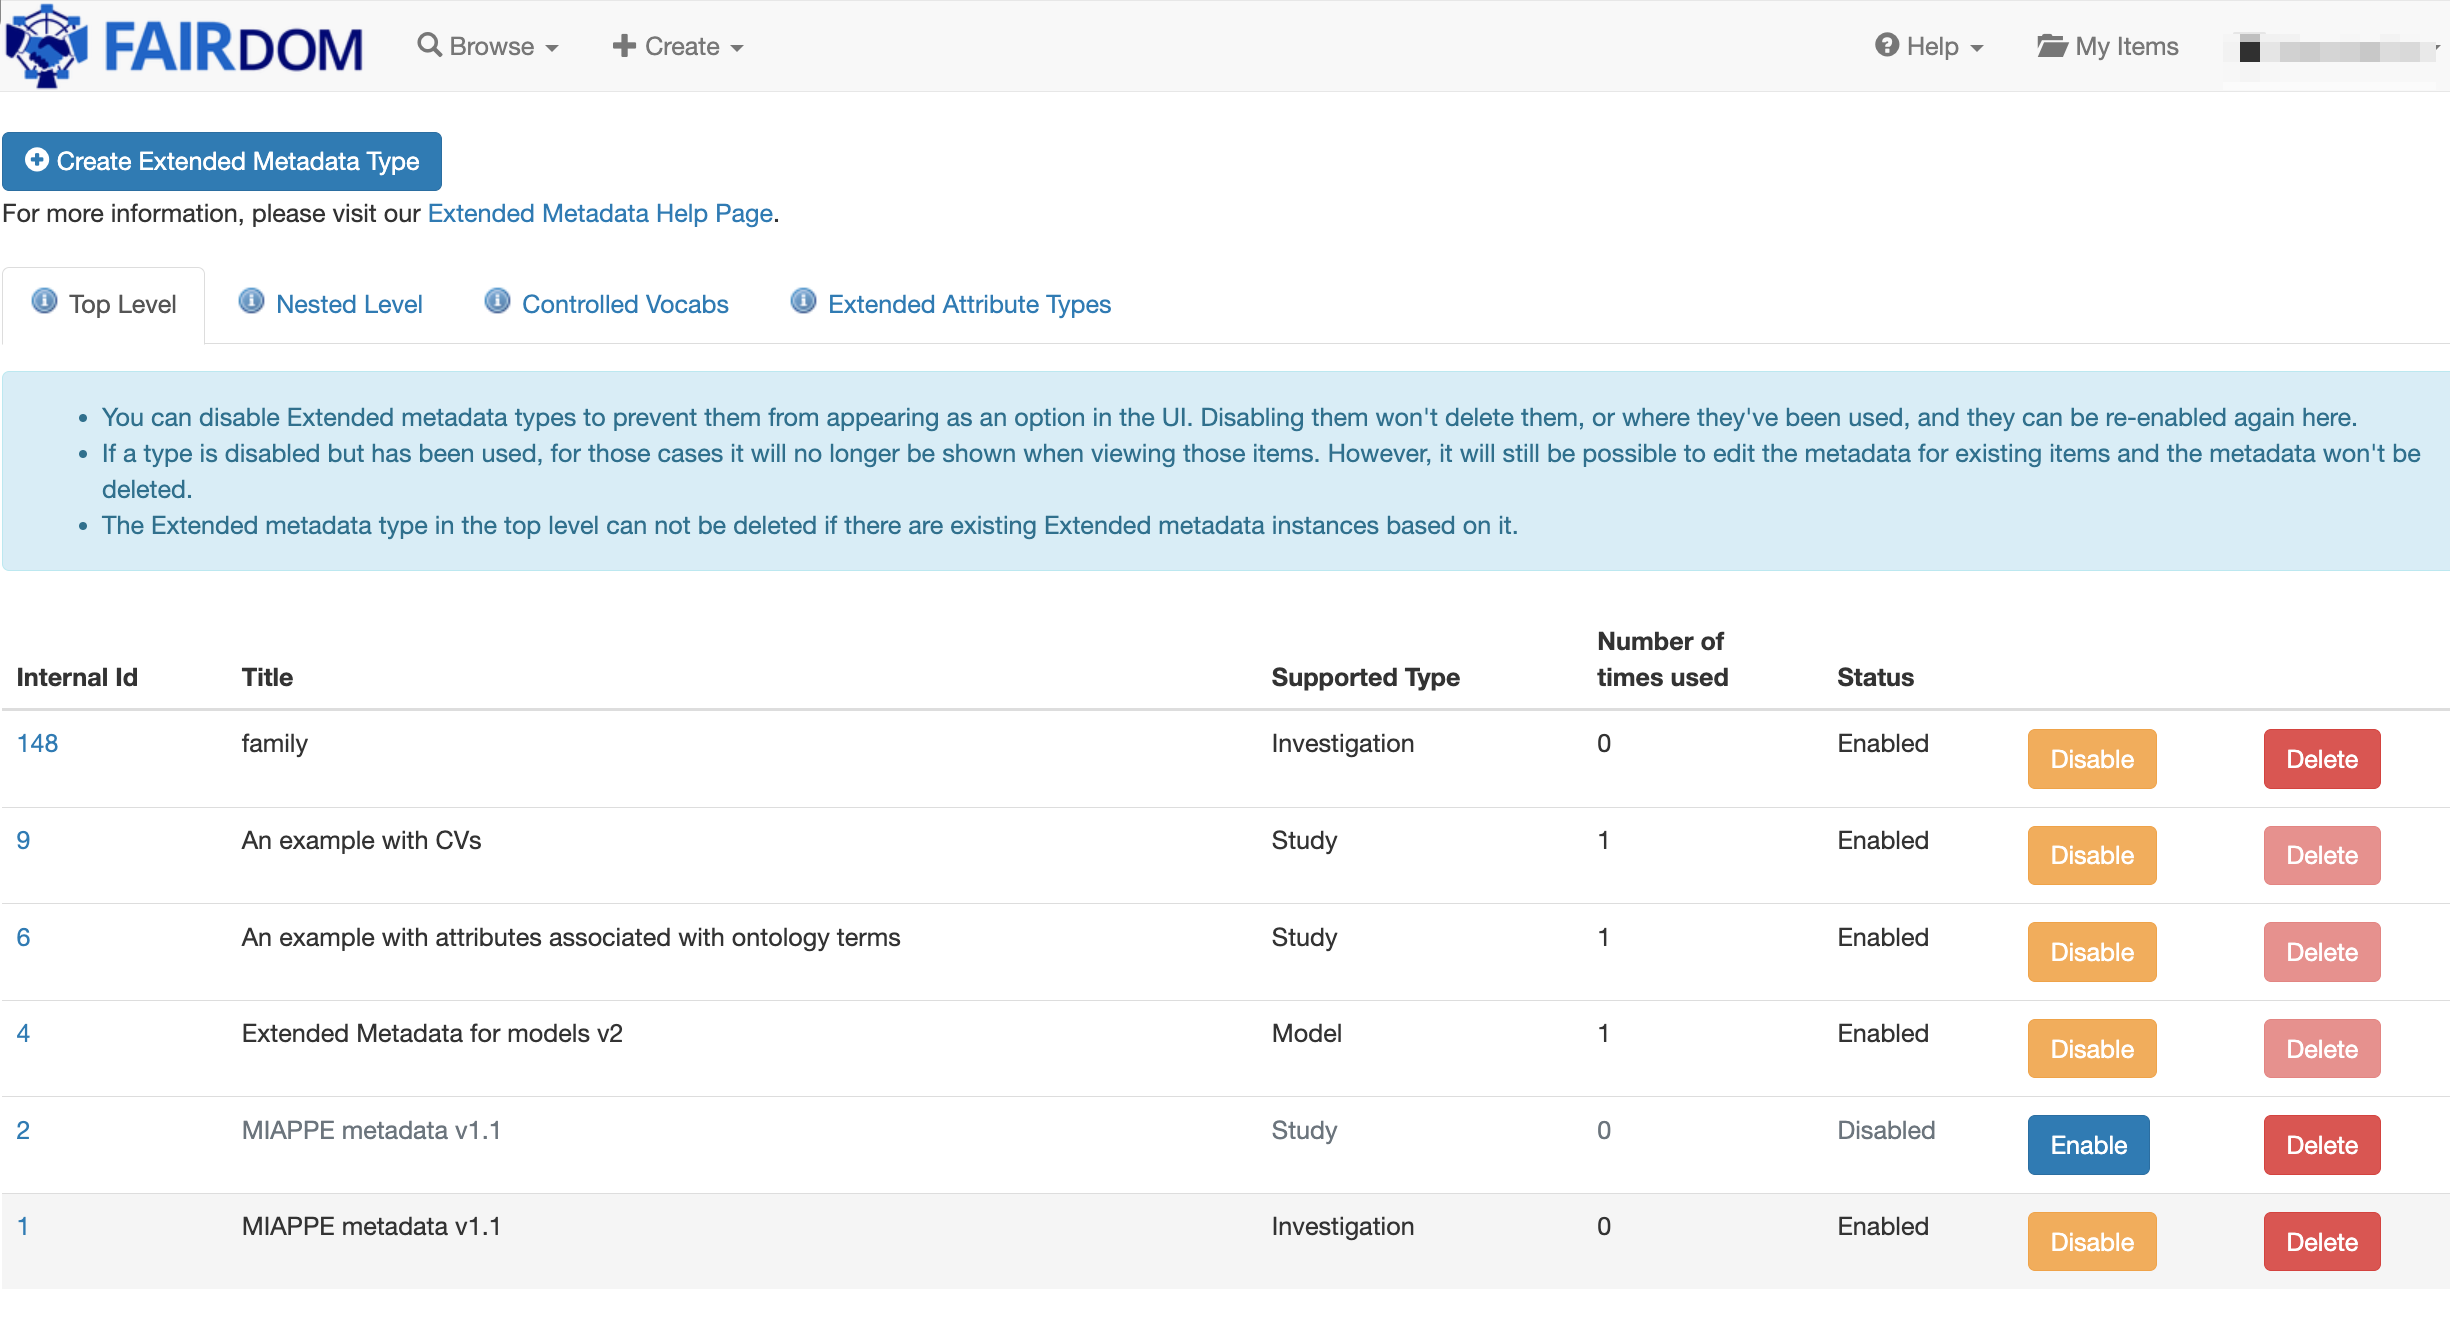 FAIRDOM Browse Create Help My Items
Create Extended Metadata Type
For more information, please visit our Extended Metadata Help Page.
Top Level Nested Level Controlled Vocabs Extended Attribute Types
• You can disable Extended metadata types to prevent them from appearing as an option in the UI. Disabling them won't delete them, or where they've been used, and they can be re-enabled again here.
• If a type is disabled but has been used, for those cases it will no longer be shown when viewing those items. However, it will still be possible to edit the metadata for existing items and the metadata won't be
deleted.
• The Extended metadata type in the top level can not be deleted if there are existing Extended metadata instances based on it.
Internal Id Title Supported Type Number of times used Status
148 family Investigation 0 Enabled Disable Delete
9 An example with CVs Study 1 Enabled Disable Delete
6 An example with attributes associated with ontology terms Study 1 Enabled Disable Delete
4 Extended Metadata for models v2 Model 1 Enabled Disable Delete
2 MIAPPE metadata v1.1 Study 0 Disabled Enable Delete
1 MIAPPE metadata v1.1 Investigation 0 Enabled Disable Delete